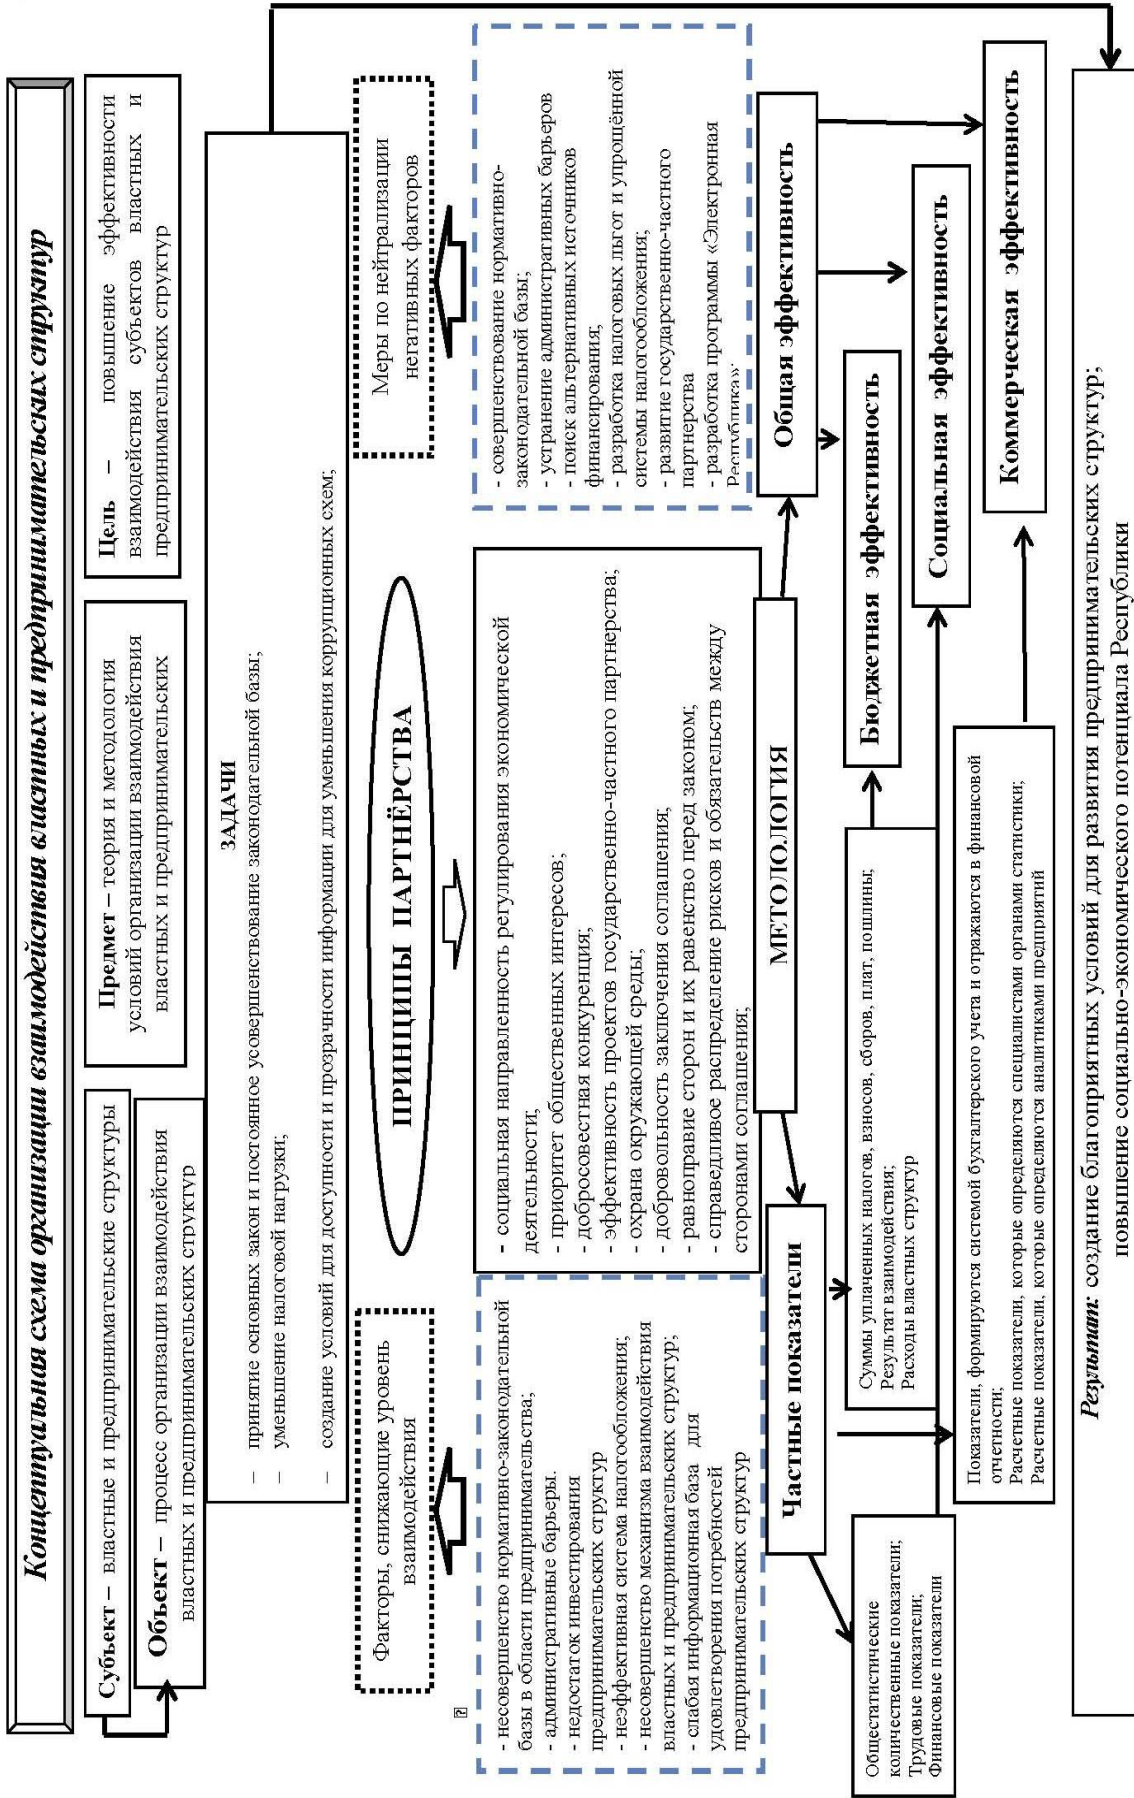 Концептуальная схема организации взаимодействия властных и предпринимательских структур
Субъект – властные и предпринимательские структуры
Объект – процесс организации взаимодействия
властных и предпринимательских структур
Предмет – теория и методология
условий организации взаимодействия
властных и предпринимательских
Цель – повышение эффективности
взаимодействия субъектов властных и
предпринимательских структур
ЗАДАЧИ
– принятие основных закон и постоянное усовершенствование законодательной базы;
– уменьшение налоговой нагрузки;
– создание условий для доступности и прозрачности информации для уменьшения коррупционных схем;
Факторы, снижающие уровень
взаимодействия
ПРИНЦИПЫ ПАРТНЁРСТВА
Меры по нейтрализации
негативных факторов
- несовершенство нормативно-законодательной
базы в области предпринимательства;
- административные барьеры.
- недостаток инвестирования
предпринимательских структур
- неэффективная система налогообложения;
- несовершенство механизма взаимодействия
властных и предпринимательских структур;
- слабая информационная база для
удовлетворения потребностей
предпринимательских структур
- социальная направленность регулирования экономической
деятельности;
- приоритет общественных интересов;
- добросовестная конкуренция;
- эффективность проектов государственно-частного партнерства;
- охрана окружающей среды;
- добровольность заключения соглашения;
- равноправие сторон и их равенство перед законом;
- справедливое распределение рисков и обязательств между
сторонами соглашения;
- совершенствование нормативно-
законодательной базы;
- устранение административных барьеров
- поиск альтернативных источников
финансирования;
- разработка налоговых льгот и упрощённой
системы налогообложения;
- развитие государственно-частного
партнерства
- разработка программы «Электронная
Республика»;
МЕТОЛОЛОГИЯ
Частные показатели
Общая эффективность
Общестатистические
количественные показатели;
Трудовые показатели;
Финансовые показатели
Суммы уплаченных налогов, взносов, сборов, плат, пошлины;
Результат взаимодействия;
Расходы властных структур
Бюджетная эффективность
Социальная эффективность
Показатели, формируются системой бухгалтерского учета и отражаются в финансовой
отчетности;
Расчетные показатели, которые определяются специалистами органами статистики;
Расчетные показатели, которые определяются аналитиками предприятий
Коммерческая эффективность
Результат: создание благоприятных условий для развития предпринимательских структур;
повышение социально-экономического потенциала Республики